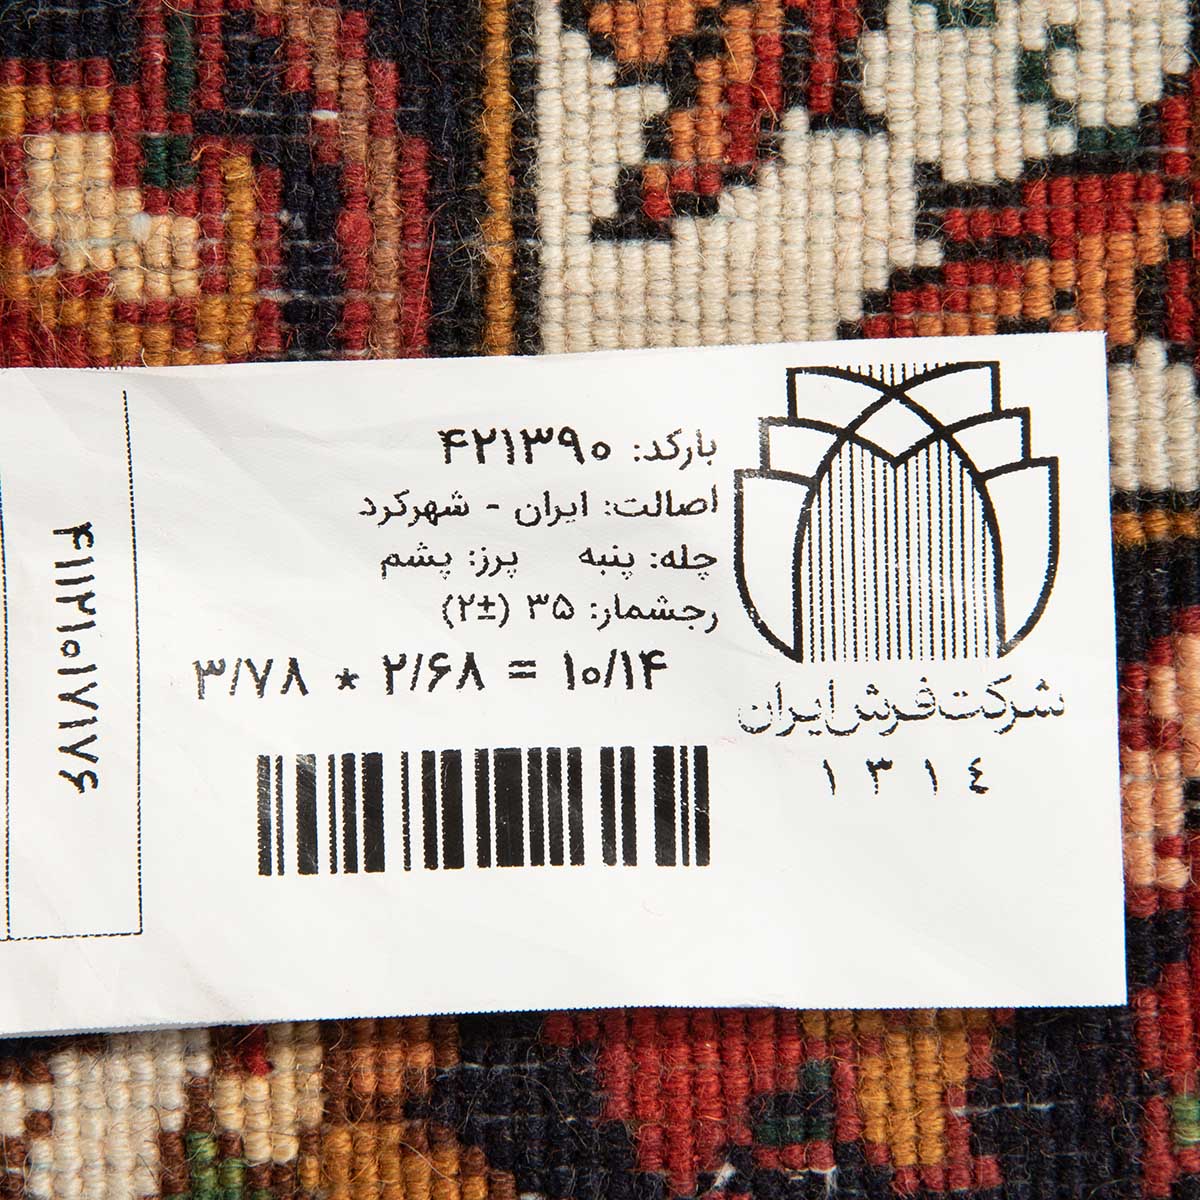 بارکد: ۴۲۱۳۹۰
اصالت: ایران - شهرکرد
چله: پنبه پرز: پشم
رجشمار: ۳۵ (±۲)
۳/۷۸ * ۲/۶۸ = ۱۰/۱۴
شرکت فرش ایران
۱۳۱٤
۴۱۱۲۱۰۱۷۱۷۶